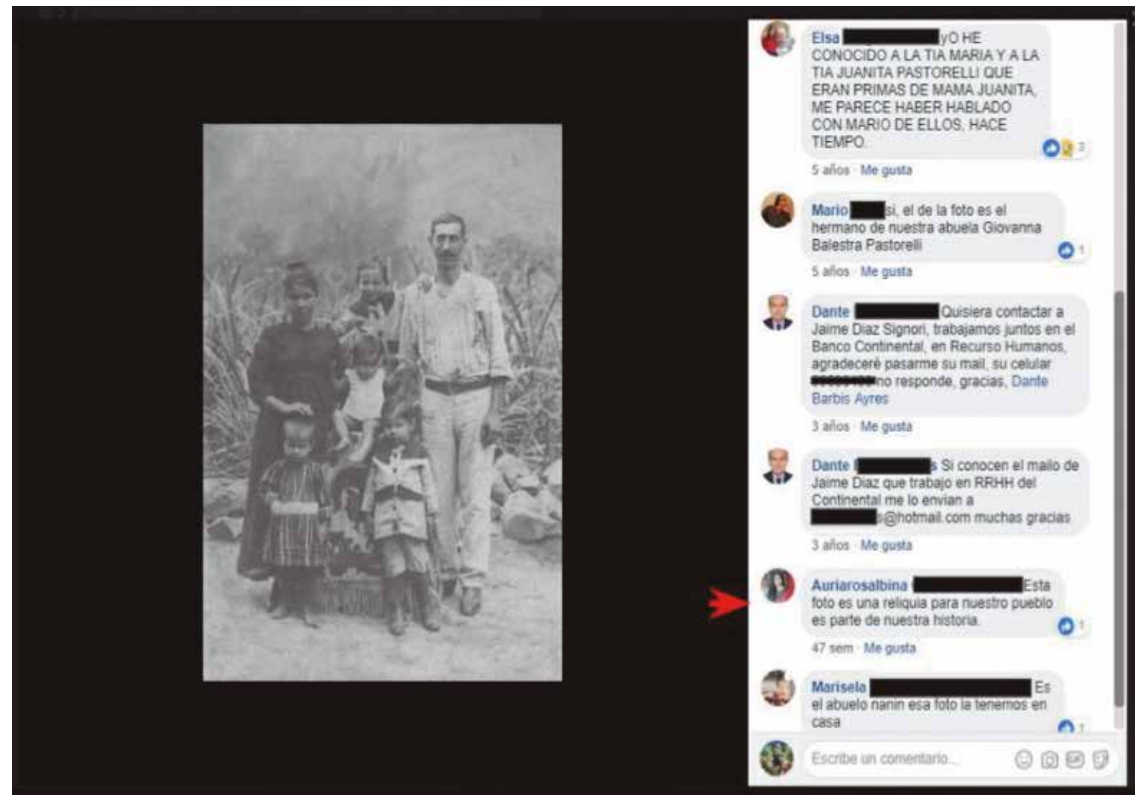 Elsa yO HE
CONOCIDO A LA TIA MARIA Y A LA
TIA JUANITA PASTORELLI QUE
ERAN PRIMAS DE MAMA JUANITA,
ME PARECE HABER HABLADO
CON MARIO DE ELLOS, HACE
TIEMPO.
3
5 años · Me gusta
Mario si, el de la foto es el
hermano de nuestra abuela Giovanna
Balestra Pastorelli
1
5 años · Me gusta
Dante Quisiera contactar a
Jaime Diaz Signori, trabajamos juntos en el
Banco Continental, en Recurso Humanos,
agradeceré pasarme su mail, su celular
no responde, gracias, Dante
Barbis Ayres
3 años · Me gusta
Dante s Si conocen el mailo de
Jaime Diaz que trabajo en RRHH del
Continental me lo envian a
s@hotmail.com muchas gracias
3 años · Me gusta
Auriarosalbina Esta
foto es una reliquia para nuestro pueblo
es parte de nuestra historia.
1
47 sem · Me gusta
Marisela Es
el abuelo nanin esa foto la tenemos en
casa
1
Escribe un comentario...
GIF